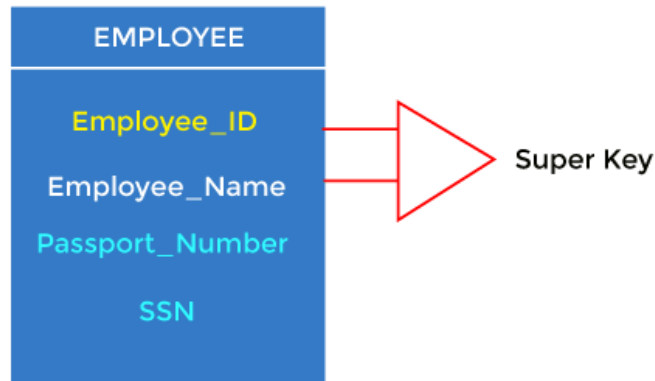 EMPLOYEE
Employee_ID
Employee_Name
Super Key
Passport_Number
SSN